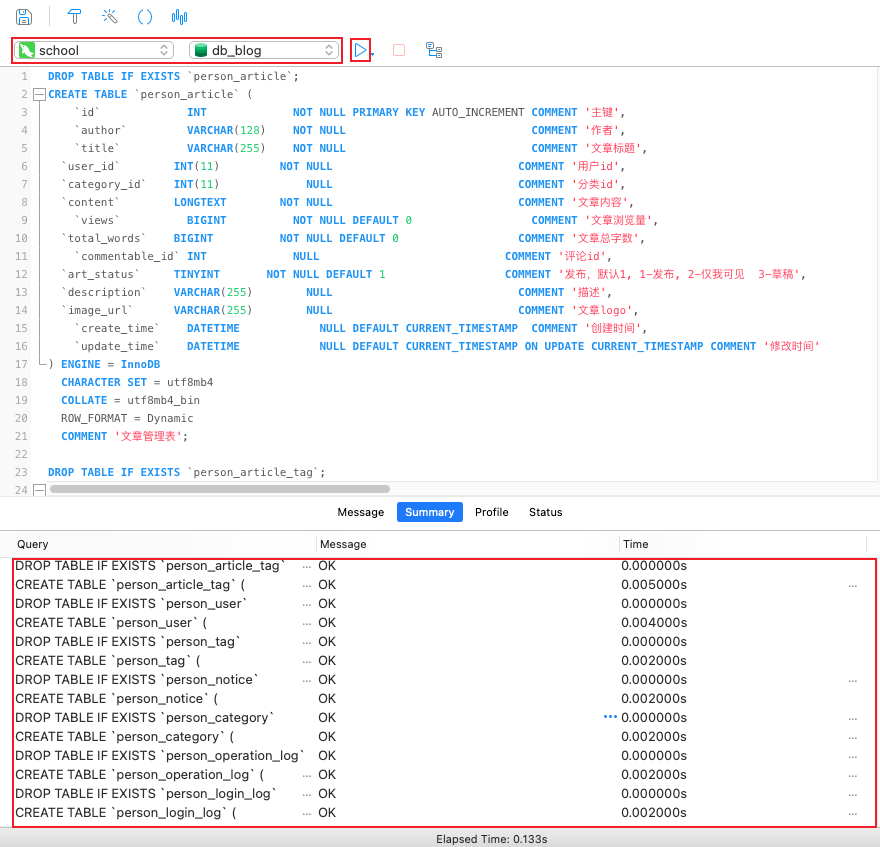 school db_blog
1 DROP TABLE IF EXISTS `person_article`;
2 CREATE TABLE `person_article` (
3 `id` INT NOT NULL PRIMARY KEY AUTO_INCREMENT COMMENT '主键',
4 `author` VARCHAR(128) NOT NULL COMMENT '作者',
5 `title` VARCHAR(255) NOT NULL COMMENT '文章标题',
6 `user_id` INT(11) NOT NULL COMMENT '用户id',
7 `category_id` INT(11) NULL COMMENT '分类id',
8 `content` LONGTEXT NOT NULL COMMENT '文章内容',
9 `views` BIGINT NOT NULL DEFAULT 0 COMMENT '文章浏览量',
10 `total_words` BIGINT NOT NULL DEFAULT 0 COMMENT '文章总字数',
11 `commentable_id` INT NULL COMMENT '评论id',
12 `art_status` TINYINT NOT NULL DEFAULT 1 COMMENT '发布，默认1, 1-发布, 2-仅我可见 3-草稿',
13 `description` VARCHAR(255) NULL COMMENT '描述',
14 `image_url` VARCHAR(255) NULL COMMENT '文章logo',
15 `create_time` DATETIME NULL DEFAULT CURRENT_TIMESTAMP COMMENT '创建时间',
16 `update_time` DATETIME NULL DEFAULT CURRENT_TIMESTAMP ON UPDATE CURRENT_TIMESTAMP COMMENT '修改时间'
17 ) ENGINE = InnoDB
18 CHARACTER SET = utf8mb4
19 COLLATE = utf8mb4_bin
20 ROW_FORMAT = Dynamic
21 COMMENT '文章管理表';
22
23 DROP TABLE IF EXISTS `person_article_tag`;
24
Message Summary Profile Status
Query Message Time
DROP TABLE IF EXISTS `person_article_tag` ... OK 0.000000s
CREATE TABLE `person_article_tag` ( ... OK 0.005000s ...
DROP TABLE IF EXISTS `person_user` ... OK 0.000000s
CREATE TABLE `person_user` ( ... OK 0.004000s
DROP TABLE IF EXISTS `person_tag` ... OK 0.000000s
CREATE TABLE `person_tag` ( ... OK 0.002000s
DROP TABLE IF EXISTS `person_notice` ... OK 0.000000s ...
CREATE TABLE `person_notice` ( OK 0.002000s
DROP TABLE IF EXISTS `person_category` OK ... 0.000000s ...
CREATE TABLE `person_category` ( OK 0.002000s ...
DROP TABLE IF EXISTS `person_operation_log` OK 0.000000s ...
CREATE TABLE `person_operation_log` ( ... OK 0.002000s ...
DROP TABLE IF EXISTS `person_login_log` ... OK 0.000000s ...
CREATE TABLE `person_login_log` ( ... OK 0.002000s ...
Elapsed Time: 0.133s